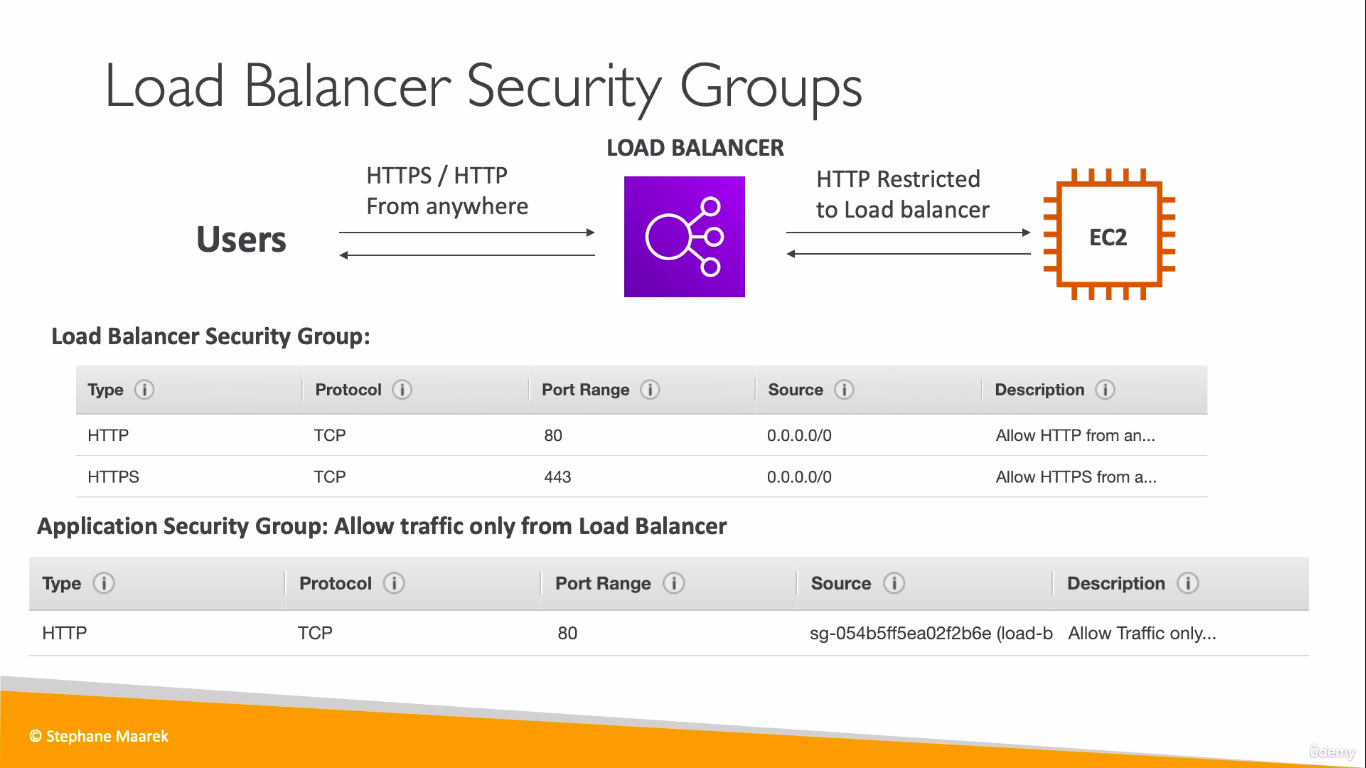 Load Balancer Security Groups
LOAD BALANCER
HTTPS / HTTP
From anywhere
HTTP Restricted
to Load balancer
Users
EC2
Load Balancer Security Group:
Type Protocol Port Range Source Description
HTTP TCP 80 0.0.0.0/0 Allow HTTP from an...
HTTPS TCP 443 0.0.0.0/0 Allow HTTPS from a...
Application Security Group: Allow traffic only from Load Balancer
Type Protocol Port Range Source Description
HTTP TCP 80 sg-054b5ff5ea02f2b6e (load-b Allow Traffic only...
© Stephane Maarek
ûdemy